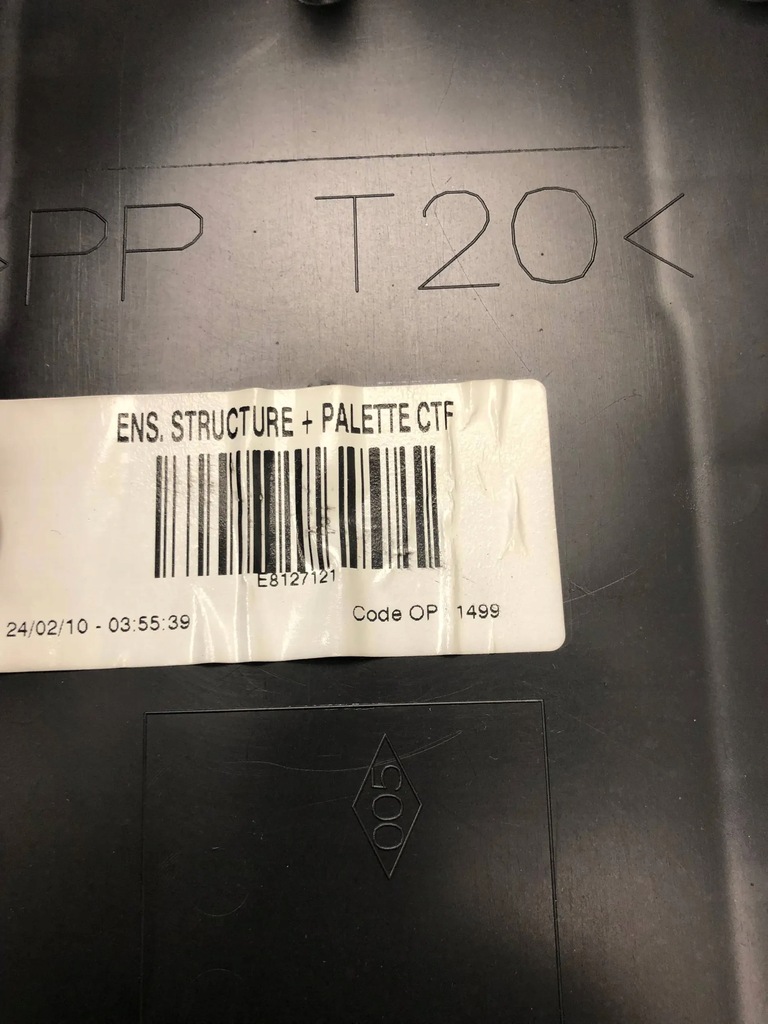 >PP T20<
ENS. STRUCTURE + PALETTE CTF
E8127121
24/02/10 - 03:55:39 Code OP 1499
005